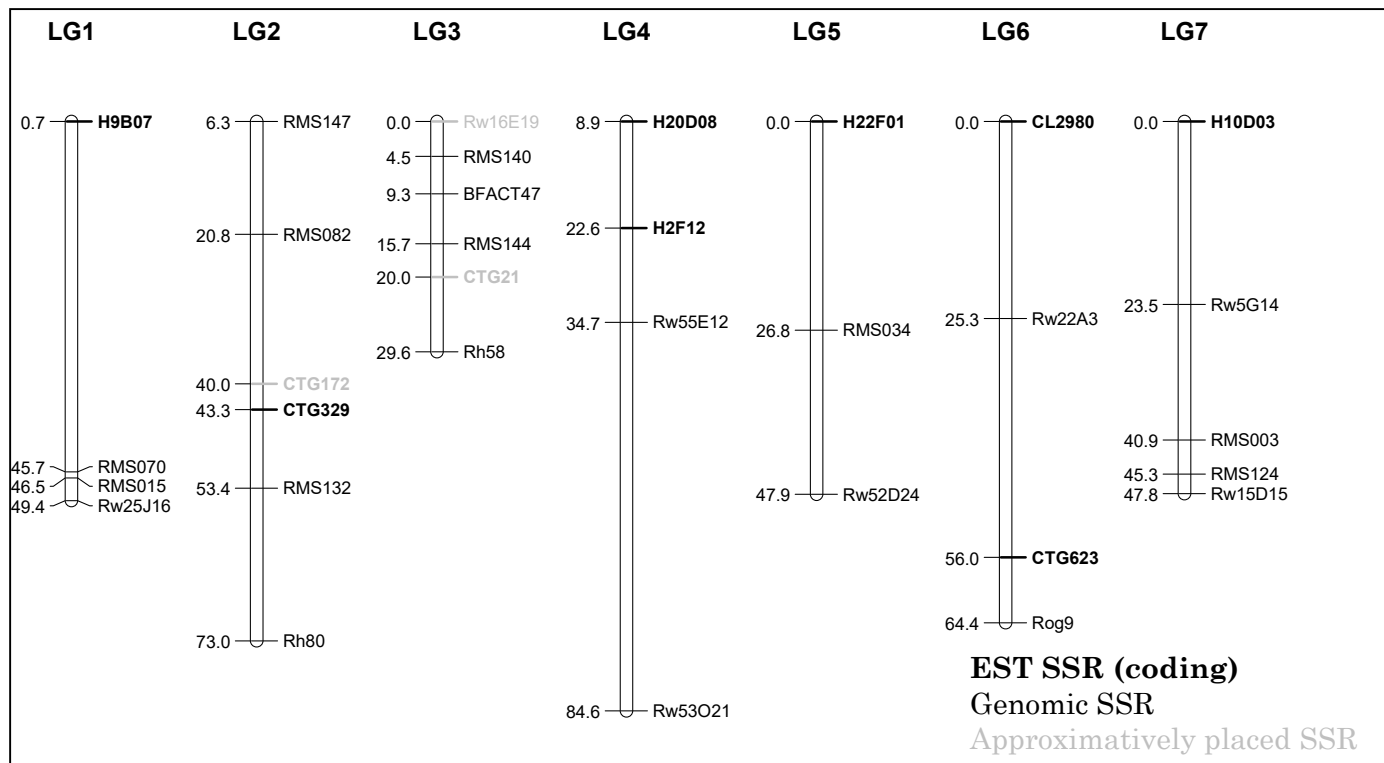 LG1 LG2 LG3 LG4 LG5 LG6 LG7
0.7 H9B07
45.7 RMS070
46.5 RMS015
49.4 Rw25J16
6.3 RMS147
20.8 RMS082
40.0 CTG172
43.3 CTG329
53.4 RMS132
73.0 Rh80
0.0 Rw16E19
4.5 RMS140
9.3 BFACT47
15.7 RMS144
20.0 CTG21
29.6 Rh58
8.9 H20D08
22.6 H2F12
34.7 Rw55E12
84.6 Rw53O21
0.0 H22F01
26.8 RMS034
47.9 Rw52D24
0.0 CL2980
25.3 Rw22A3
56.0 CTG623
64.4 Rog9
0.0 H10D03
23.5 Rw5G14
40.9 RMS003
45.3 RMS124
47.8 Rw15D15
EST SSR (coding)
Genomic SSR
Approximatively placed SSR